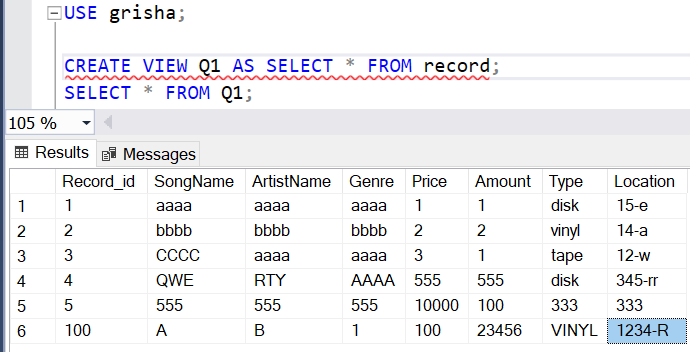 USE grisha;
CREATE VIEW Q1 AS SELECT * FROM record;
SELECT * FROM Q1;
105 %
Results Messages
Record_id SongName ArtistName Genre Price Amount Type Location
1 1 aaaa aaaa aaaa 1 1 disk 15-e
2 2 bbbb bbbb bbbb 2 2 vinyl 14-a
3 3 CCCC aaaa aaaa 3 1 tape 12-w
4 4 QWE RTY AAAA 555 555 disk 345-rr
5 5 555 555 555 10000 100 333 333
6 100 A B 1 100 23456 VINYL 1234-R